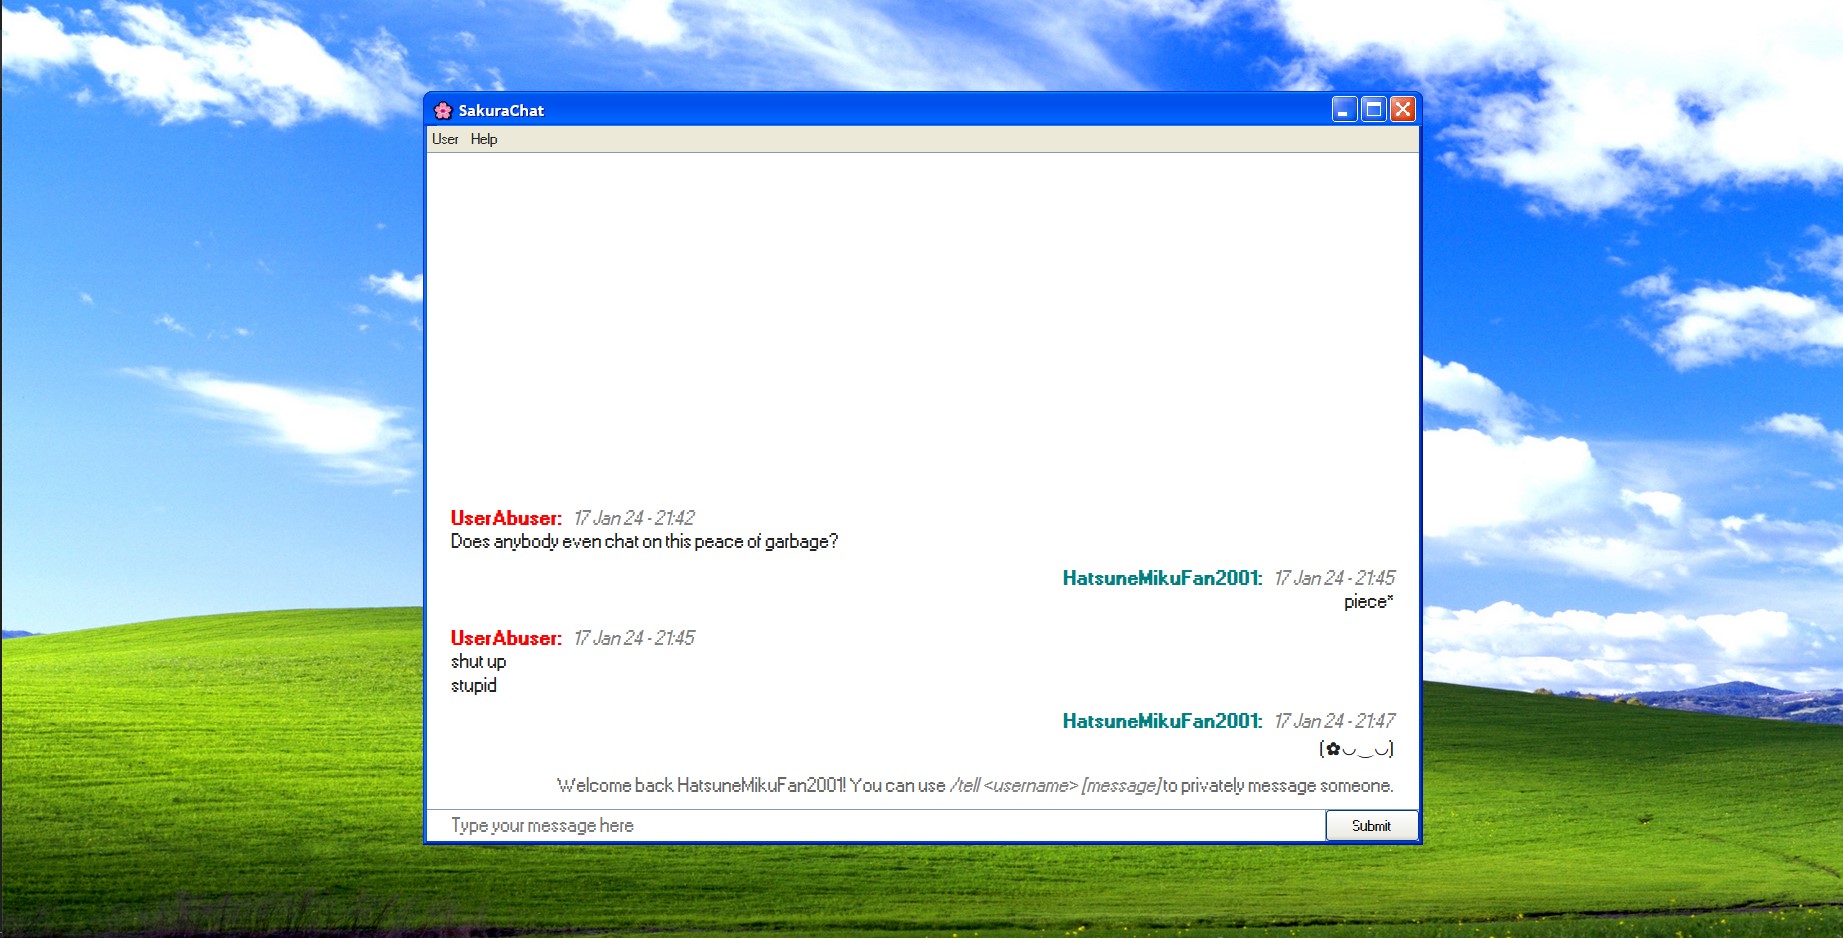 SakuraChat
User Help
UserAbuser: 17 Jan 24 - 21:42
Does anybody even chat on this peace of garbage?
HatsuneMikuFan2001: 17 Jan 24 - 21:45
piece*
UserAbuser: 17 Jan 24 - 21:45
shut up
stupid
HatsuneMikuFan2001: 17 Jan 24 - 21:47
(✿◡‿◡)
Welcome back HatsuneMikuFan2001! You can use /tell <username> [message] to privately message someone.
Type your message here
Submit